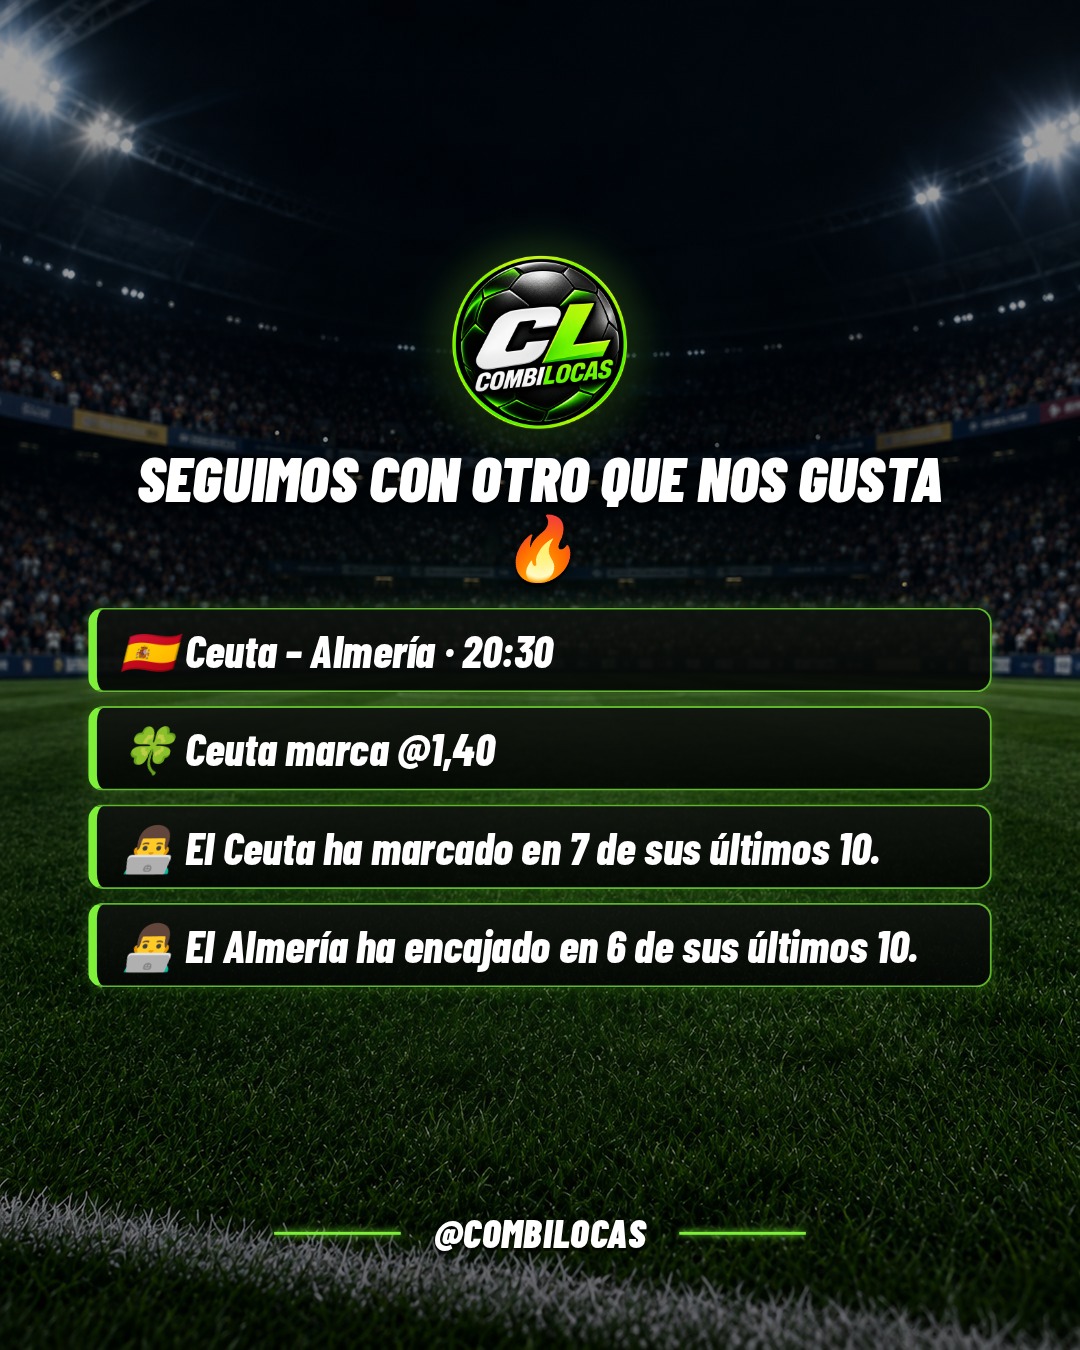 CL
COMBILOCAS
SEGUIMOS CON OTRO QUE NOS GUSTA
🔥
🇪🇸 Ceuta – Almería · 20:30
🍀 Ceuta marca @1,40
👨‍💻 El Ceuta ha marcado en 7 de sus últimos 10.
👨‍💻 El Almería ha encajado en 6 de sus últimos 10.
@COMBILOCAS